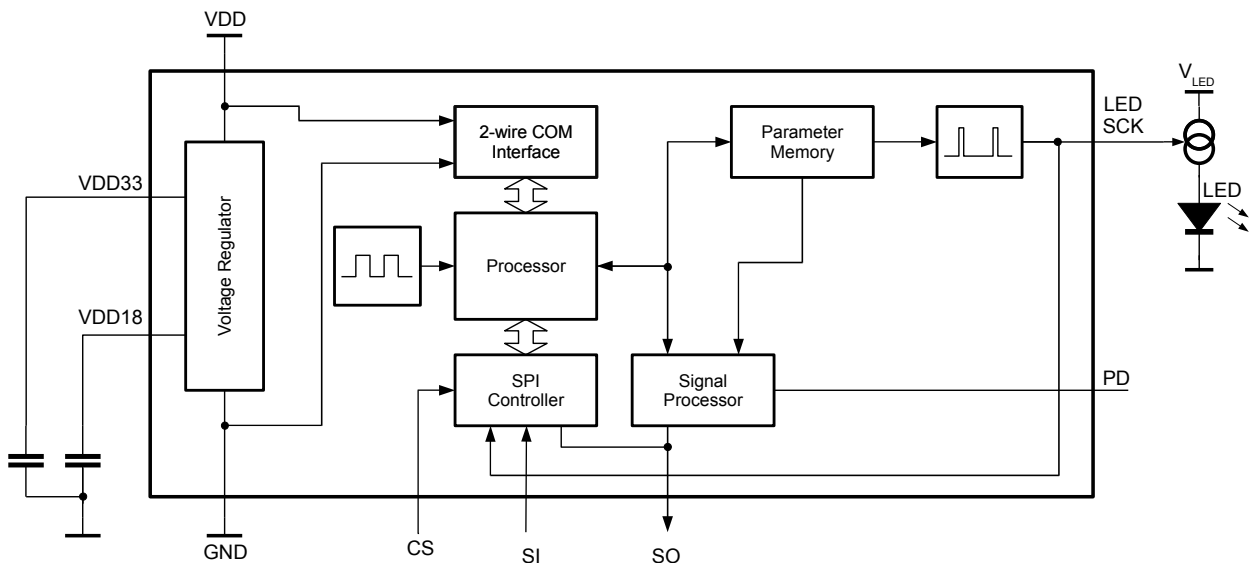 VDD
V LED
LED
SCK
2-wire COM
Interface
Parameter
Memory
VDD33
LED
Voltage Regulator
Processor
VDD18
SPI
Controller
Signal
Processor
PD
GND
CS
SI
SO